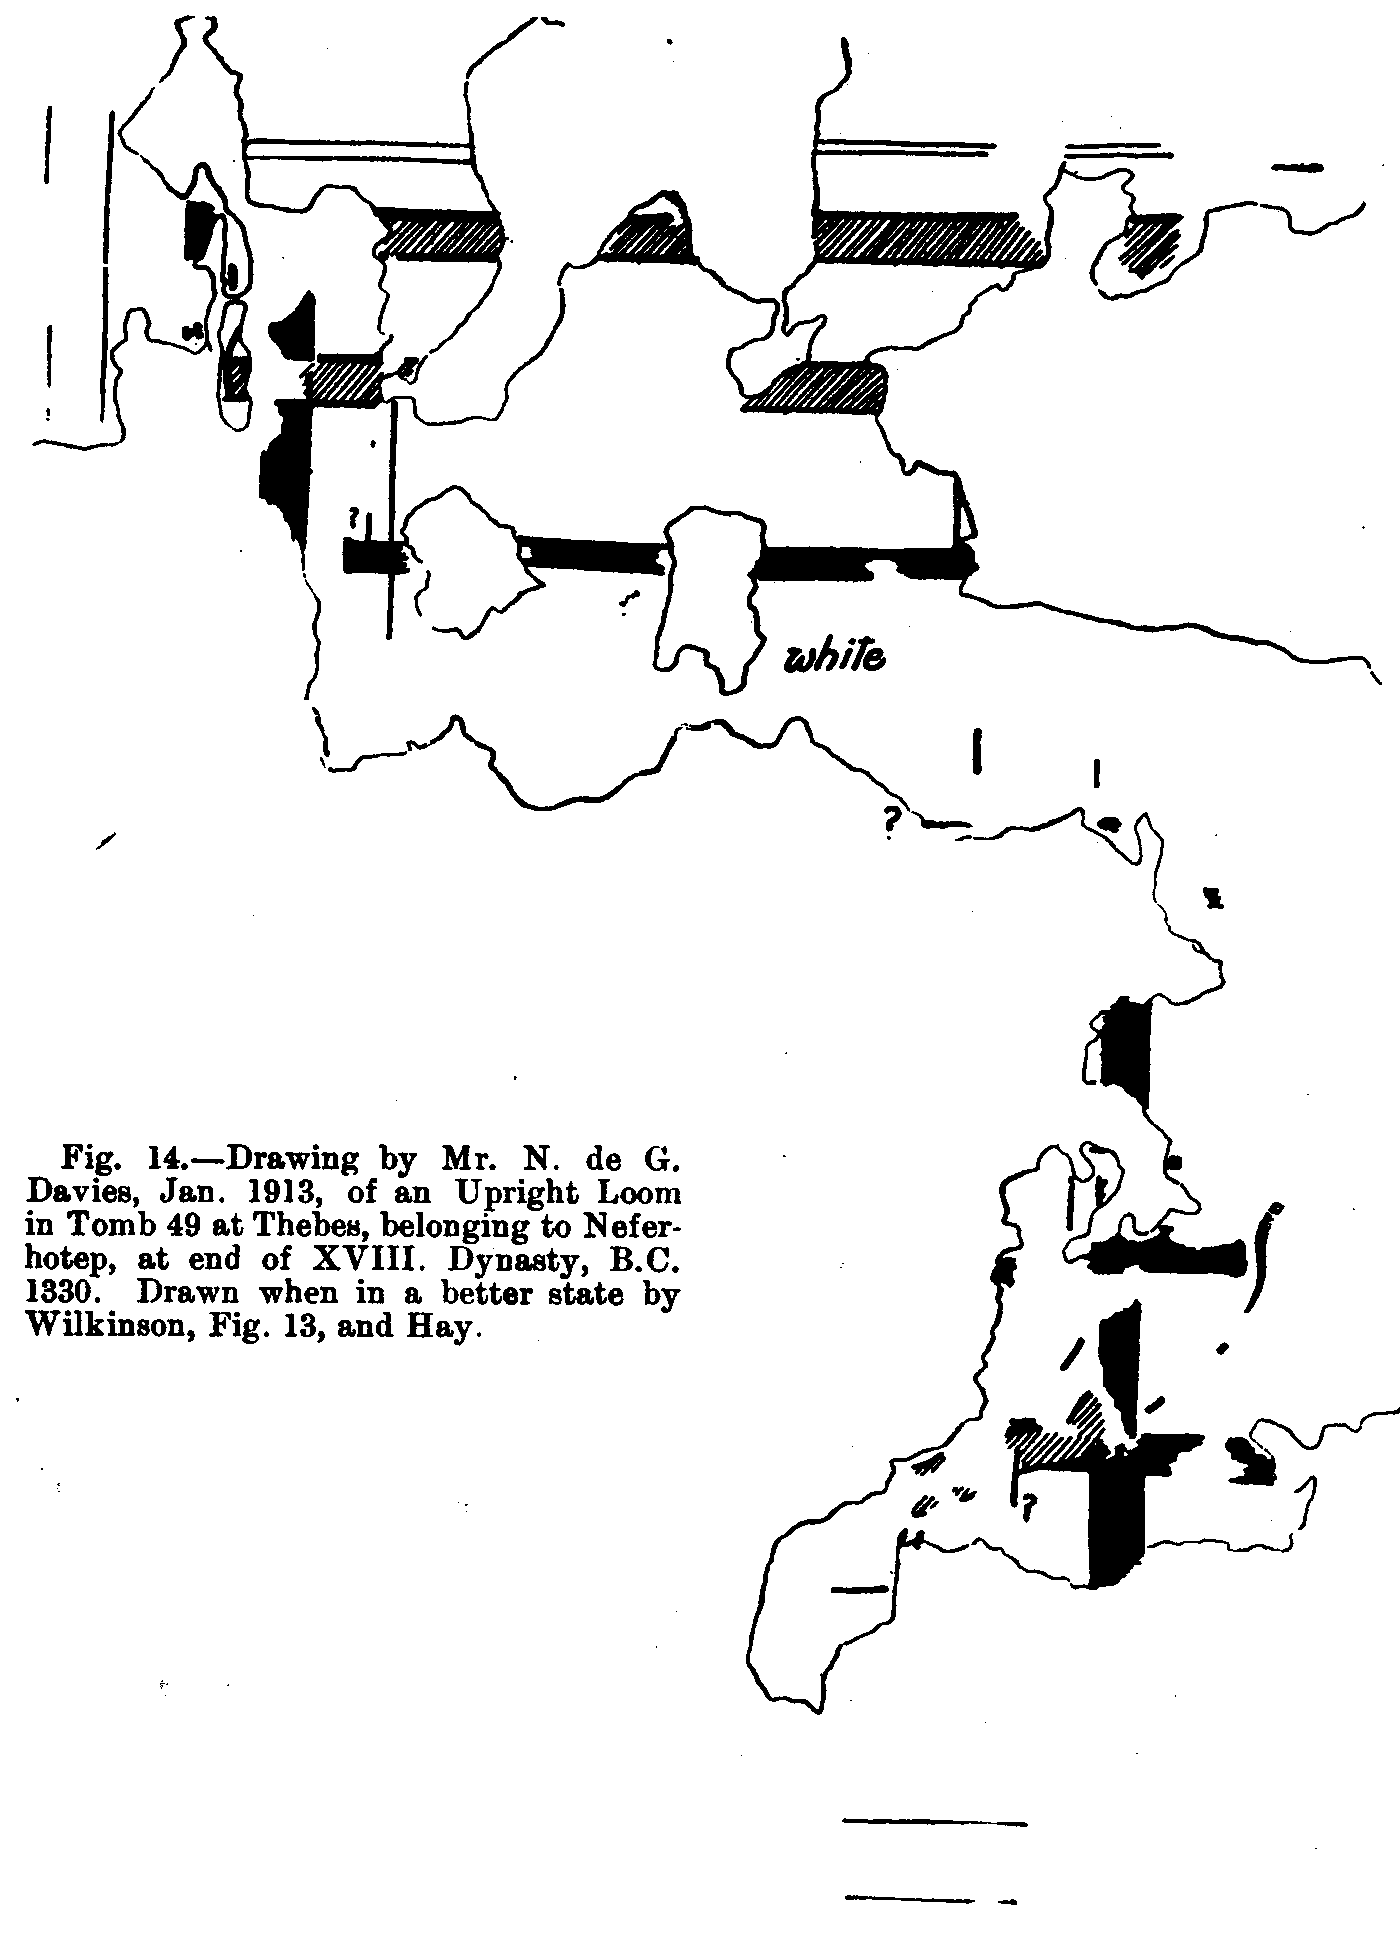 ?
white
?
Fig. 14.—Drawing by Mr. N. de G.
Davies, Jan. 1913, of an Upright Loom
in Tomb 49 at Thebes, belonging to Nefer-
hotep, at end of XVIII. Dynasty, B.C.
1330. Drawn when in a better state by
Wilkinson, Fig. 13, and Hay.
?